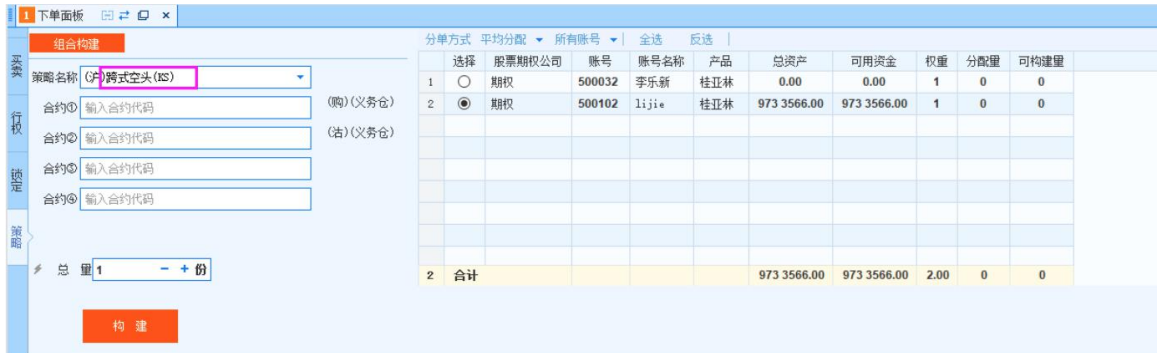 1 下单面板
买卖
行权
锁定
策略
组合构建
策略名称 (沪)跨式空头(KS)
合约① 输入合约代码 (购)(义务仓)
合约② 输入合约代码 (沽)(义务仓)
合约③ 输入合约代码
合约④ 输入合约代码
总 量 1 - + 份
构 建
分单方式 平均分配 所有账号 全选 反选
选择 股票期权公司 账号 账号名称 产品 总资产 可用资金 权重 分配量 可构建量
1 期权 500032 李乐新 桂亚林 0.00 0.00 1 0 0
2 期权 500102 lijie 桂亚林 973 3566.00 973 3566.00 1 0 0
2 合计 973 3566.00 973 3566.00 2.00 0 0